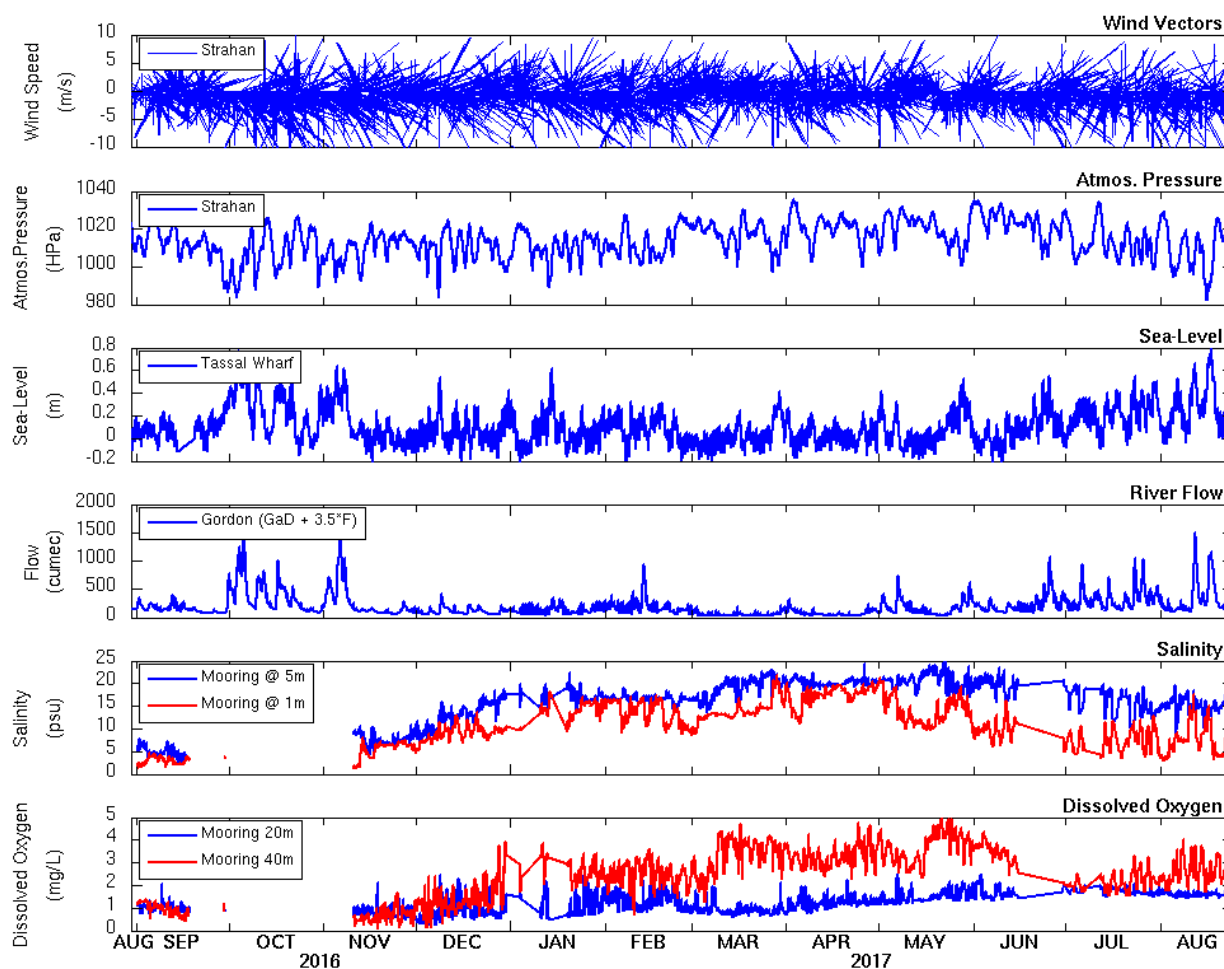 Wind Vectors
Wind Speed
(m/s)
10
5
0
-5
-10
Strahan
Atmos. Pressure
Atmos.Pressure
(HPa)
1040
1020
1000
980
Strahan
Sea-Level
Sea-Level
(m)
0.8
0.6
0.4
0.2
0
-0.2
Tassal Wharf
River Flow
Flow
(cumec)
2000
1500
1000
500
0
Gordon (GaD + 3.5*F)
Salinity
Salinity
(psu)
25
20
15
10
5
0
Mooring @ 5m
Mooring @ 1m
Dissolved Oxygen
Dissolved Oxygen
(mg/L)
5
4
3
2
1
0
Mooring 20m
Mooring 40m
AUG SEP OCT NOV DEC JAN FEB MAR APR MAY JUN JUL AUG
2016 2017